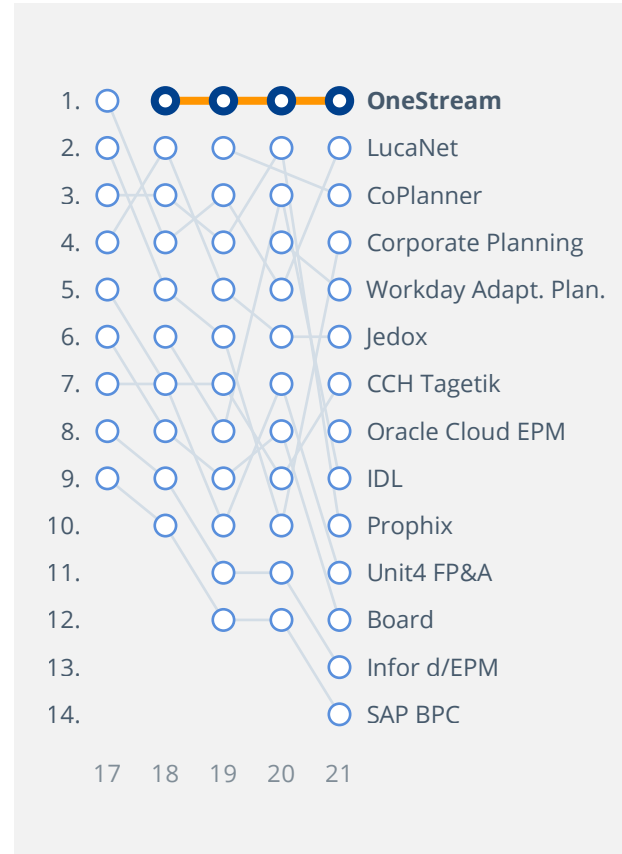 1. OneStream
2. LucaNet
3. CoPlanner
4. Corporate Planning
5. Workday Adapt. Plan.
6. Jedox
7. CCH Tagetik
8. Oracle Cloud EPM
9. IDL
10. Prophix
11. Unit4 FP&A
12. Board
13. Infor d/EPM
14. SAP BPC
17 18 19 20 21